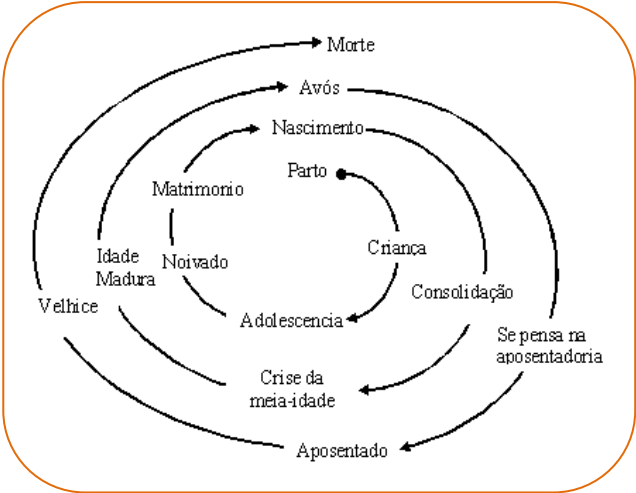 Morte
Avós
Nascimento
Parto
Matrimonio
Criança
Idade
Madura
Noivado
Consolidação
Velhice
Adolescencia
Se pensa na
aposentadoria
Crise da
meia-idade
Aposentado